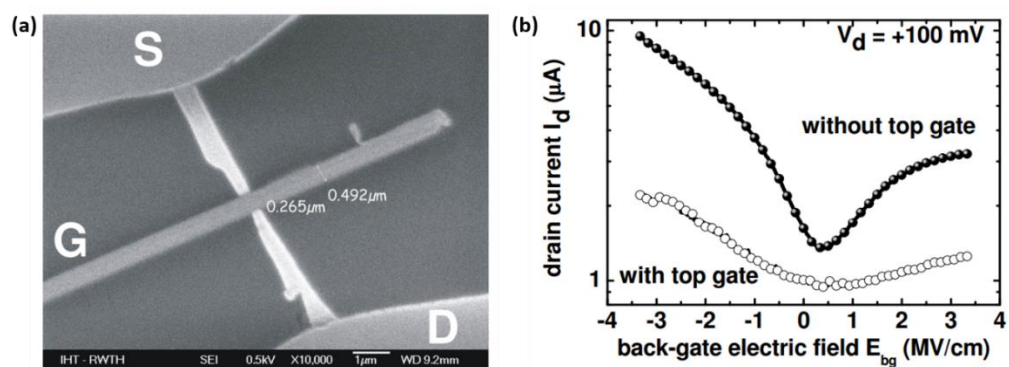 (a)
S
G
D
0.265μm
0.492μm
IHT - RWTH SEI 0.5kV X10,000 1μm WD 9.2mm
(b)
V_d = +100 mV
without top gate
with top gate
drain current I_d (μA)
10
1
-4 -3 -2 -1 0 1 2 3 4
back-gate electric field E_bg (MV/cm)